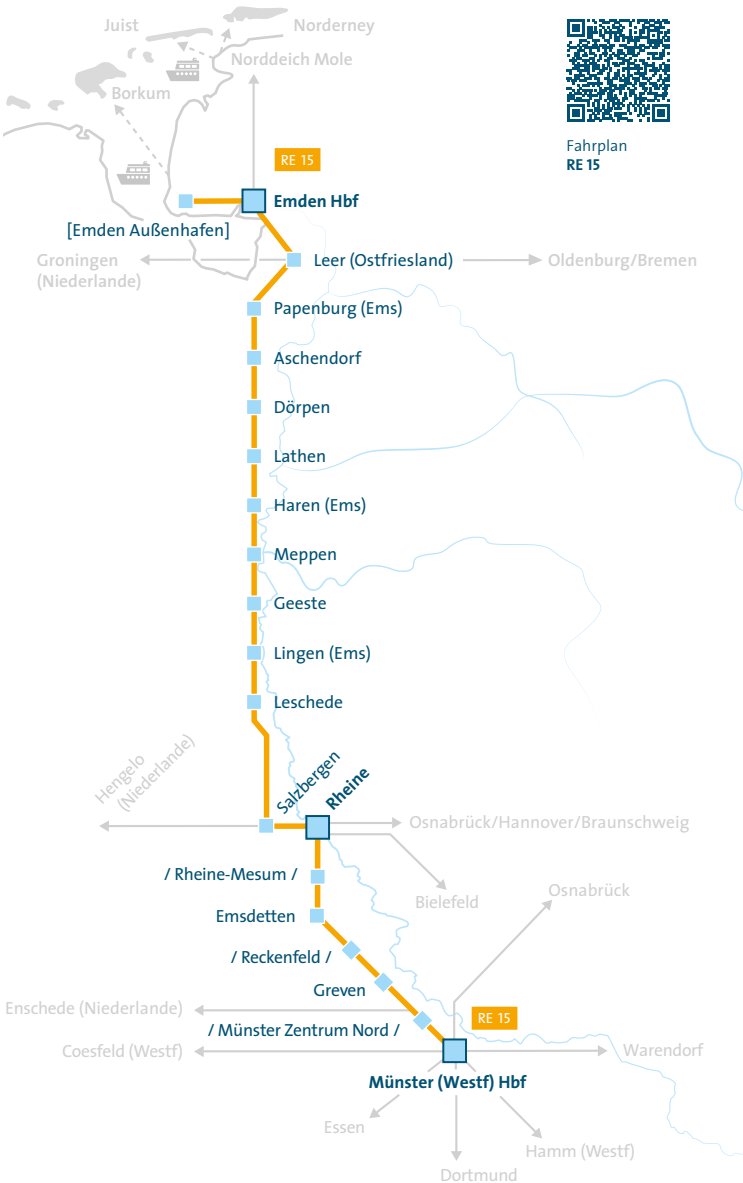 Juist
Norderney
Norddeich Mole
Borkum
Fahrplan
RE 15
RE 15
Emden Hbf
[Emden Außenhafen]
Groningen
(Niederlande)
Leer (Ostfriesland)
Oldenburg/Bremen
Papenburg (Ems)
Aschendorf
Dörpen
Lathen
Haren (Ems)
Meppen
Geeste
Lingen (Ems)
Leschede
Hengelo
(Niederlande)
Salzbergen
Rheine
Osnabrück/Hannover/Braunschweig
/ Rheine-Mesum /
Bielefeld
Osnabrück
Emsdetten
/ Reckenfeld /
Greven
Enschede (Niederlande)
RE 15
/ Münster Zentrum Nord /
Coesfeld (Westf)
Warendorf
Münster (Westf) Hbf
Essen
Hamm (Westf)
Dortmund